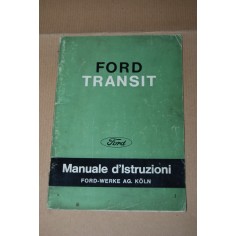 FORD
TRANSIT
Ford
Manuale d'Istruzioni
FORD-WERKE AG. KÖLN